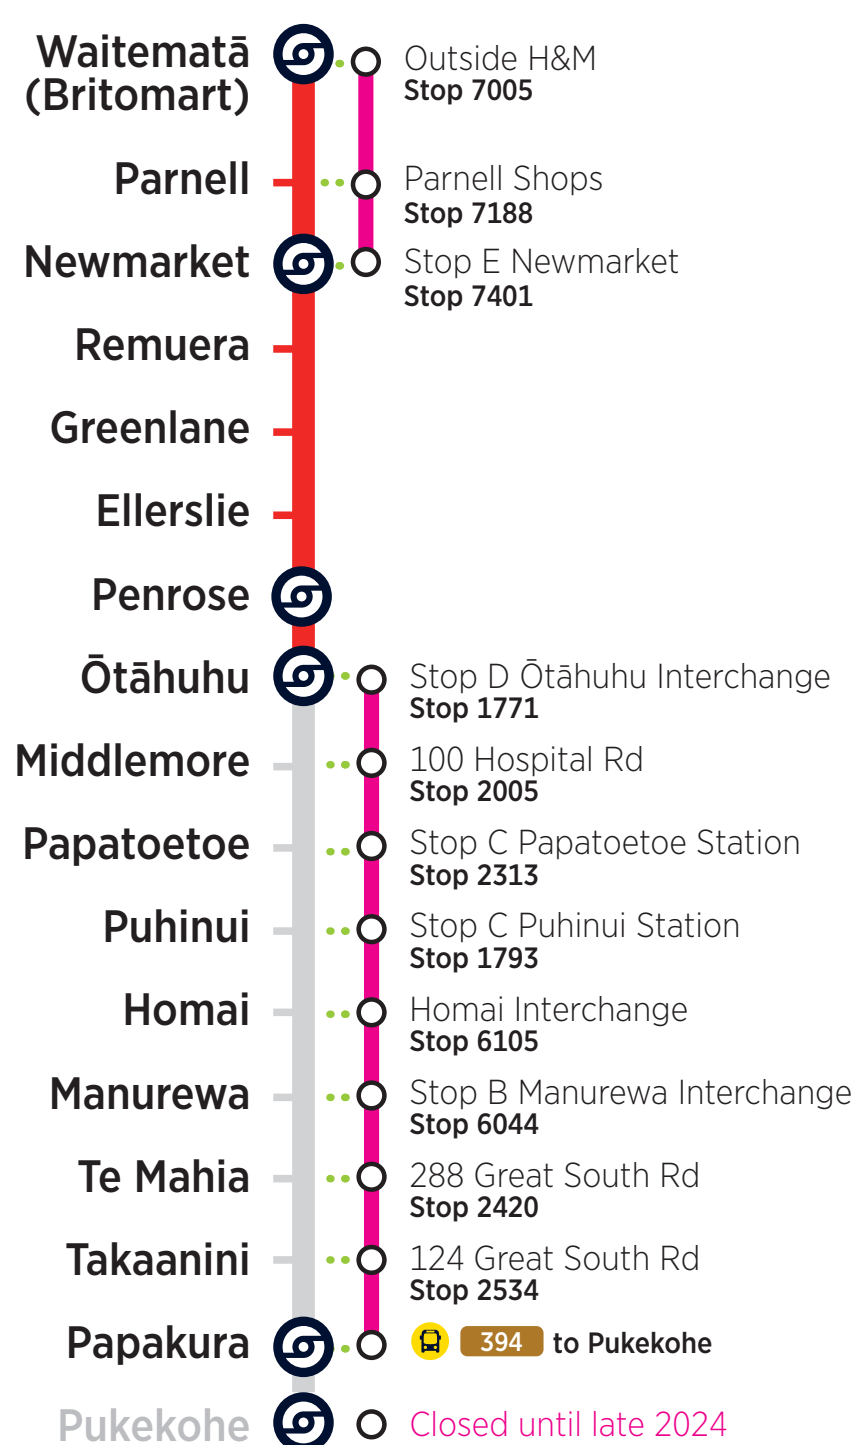 Waitematā
(Britomart)
Outside H&M
Stop 7005
Parnell
Parnell Shops
Stop 7188
Newmarket
Stop E Newmarket
Stop 7401
Remuera
Greenlane
Ellerslie
Penrose
Ōtāhuhu
Stop D Ōtāhuhu Interchange
Stop 1771
Middlemore
100 Hospital Rd
Stop 2005
Papatoetoe
Stop C Papatoetoe Station
Stop 2313
Puhinui
Stop C Puhinui Station
Stop 1793
Homai
Homai Interchange
Stop 6105
Manurewa
Stop B Manurewa Interchange
Stop 6044
Te Mahia
288 Great South Rd
Stop 2420
Takaanini
124 Great South Rd
Stop 2534
Papakura
394 to Pukekohe
Pukekohe
Closed until late 2024